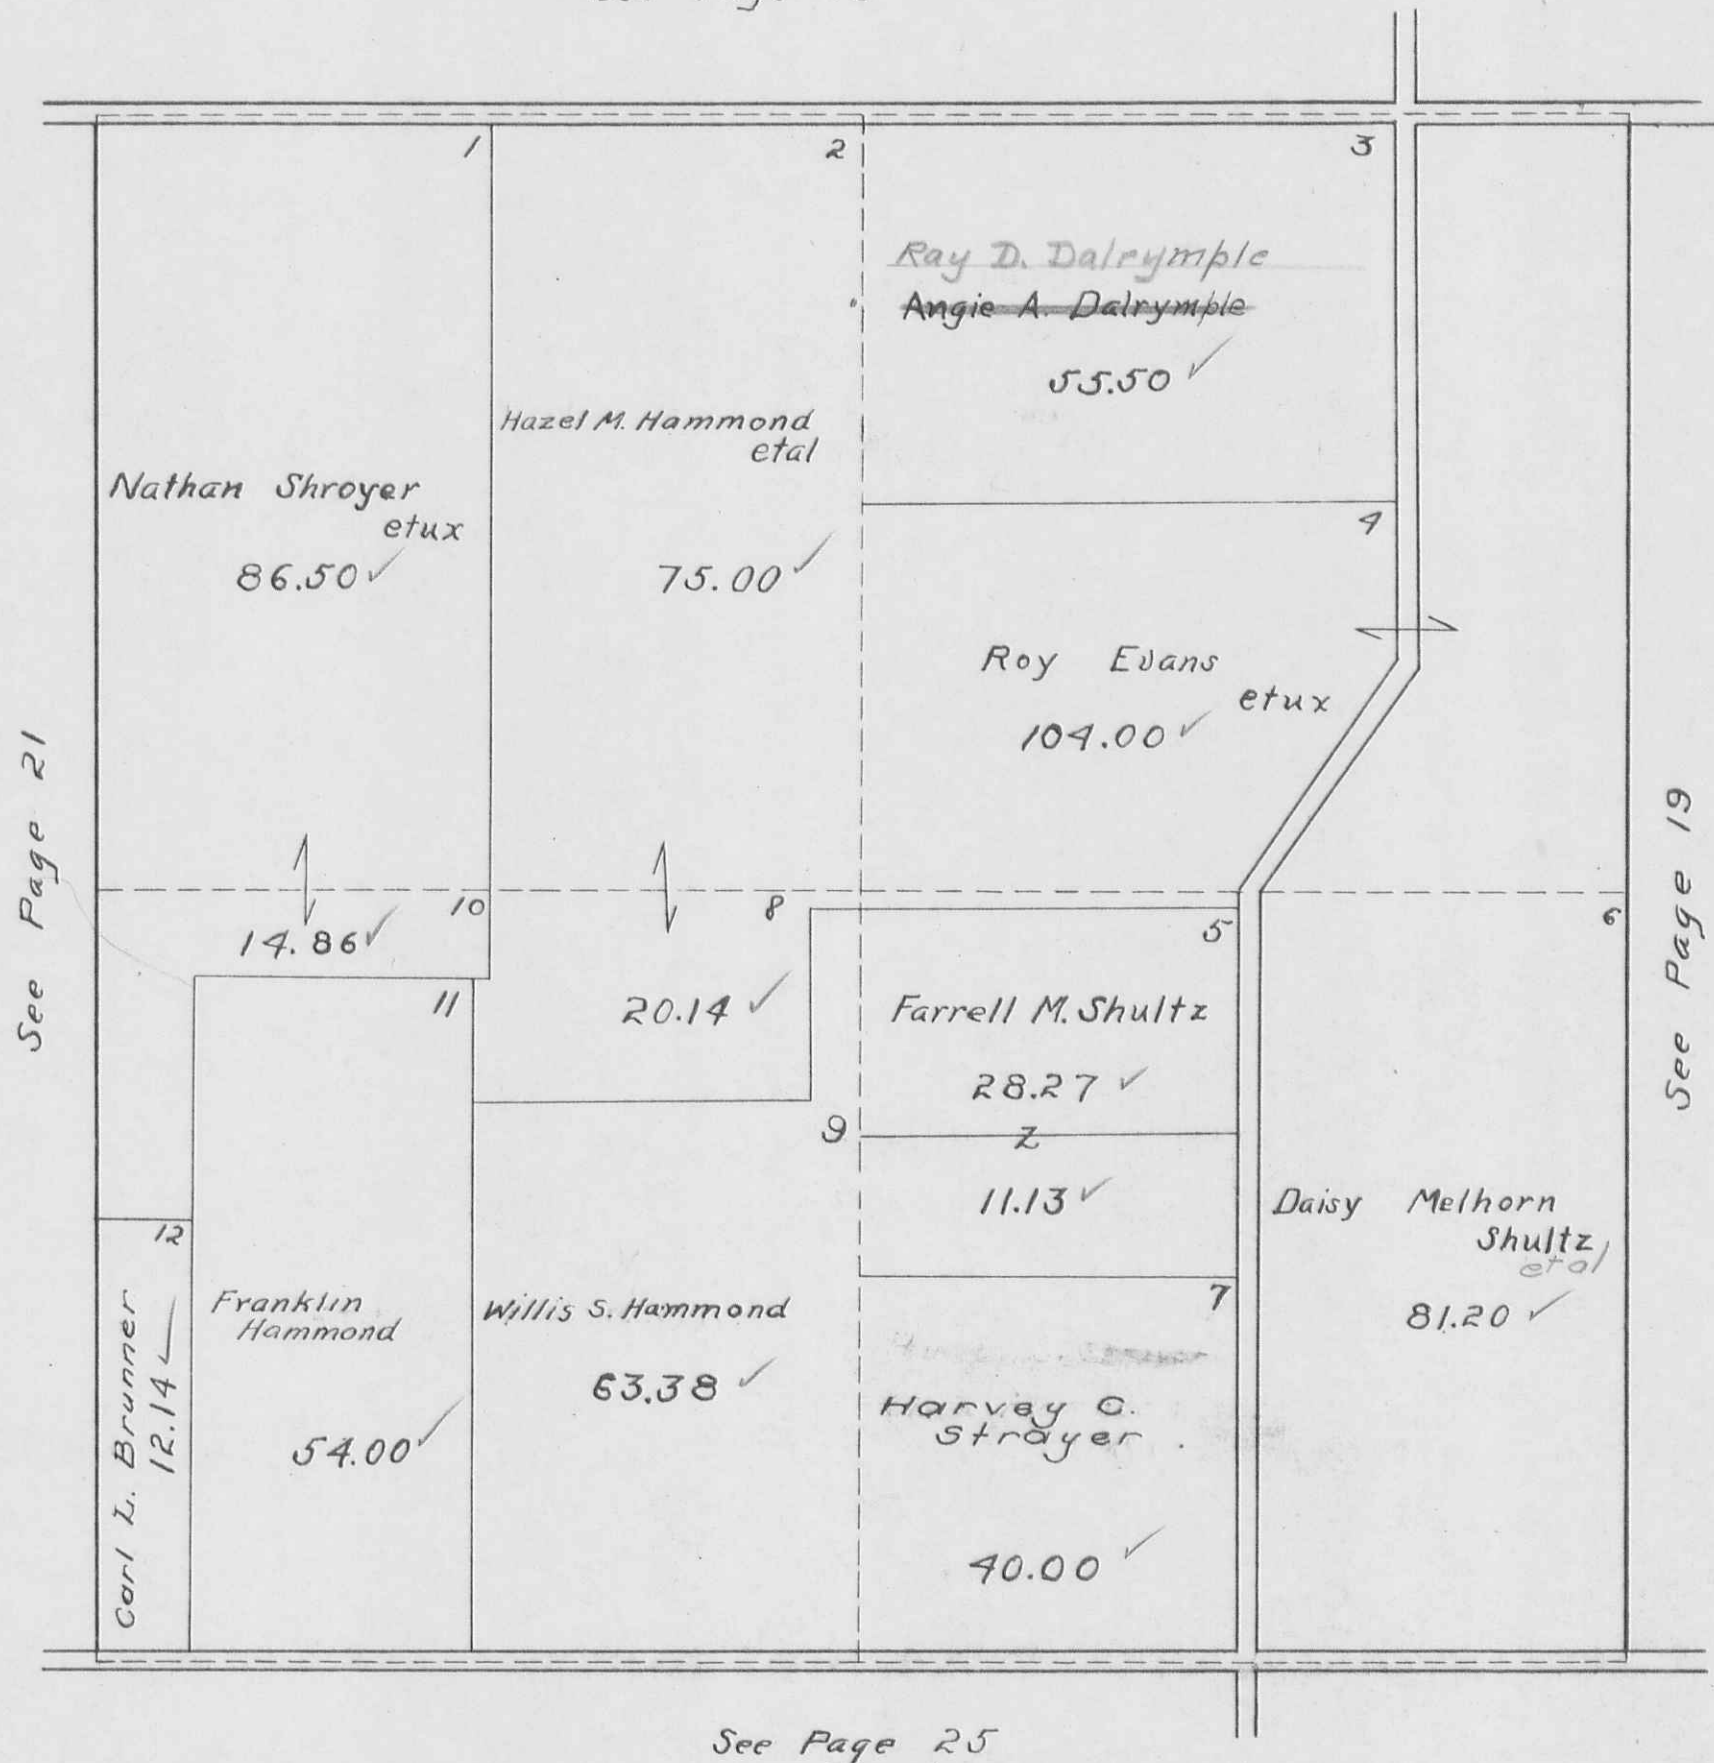 1
2
3
Ray D. Dalrymple
Angie A. Dalrymple
55.50 ✓
Hazel M. Hammond
etal
75.00 ✓
Nathan Shroyer
etux
86.50 ✓
4
Roy Evans
etux
104.00 ✓
See Page 21
See Page 19
10
14.86 ✓
8
20.14 ✓
5
Farrell M. Shultz
28.27 ✓
Z
11.13 ✓
6
Daisy Melhorn
Shultz
etal
81.20 ✓
11
Franklin
Hammond
54.00 ✓
9
Willis S. Hammond
63.38 ✓
7
Harvey C.
Strayer
40.00 ✓
12
Carl L. Brunner
12.14 ✓
See Page 25